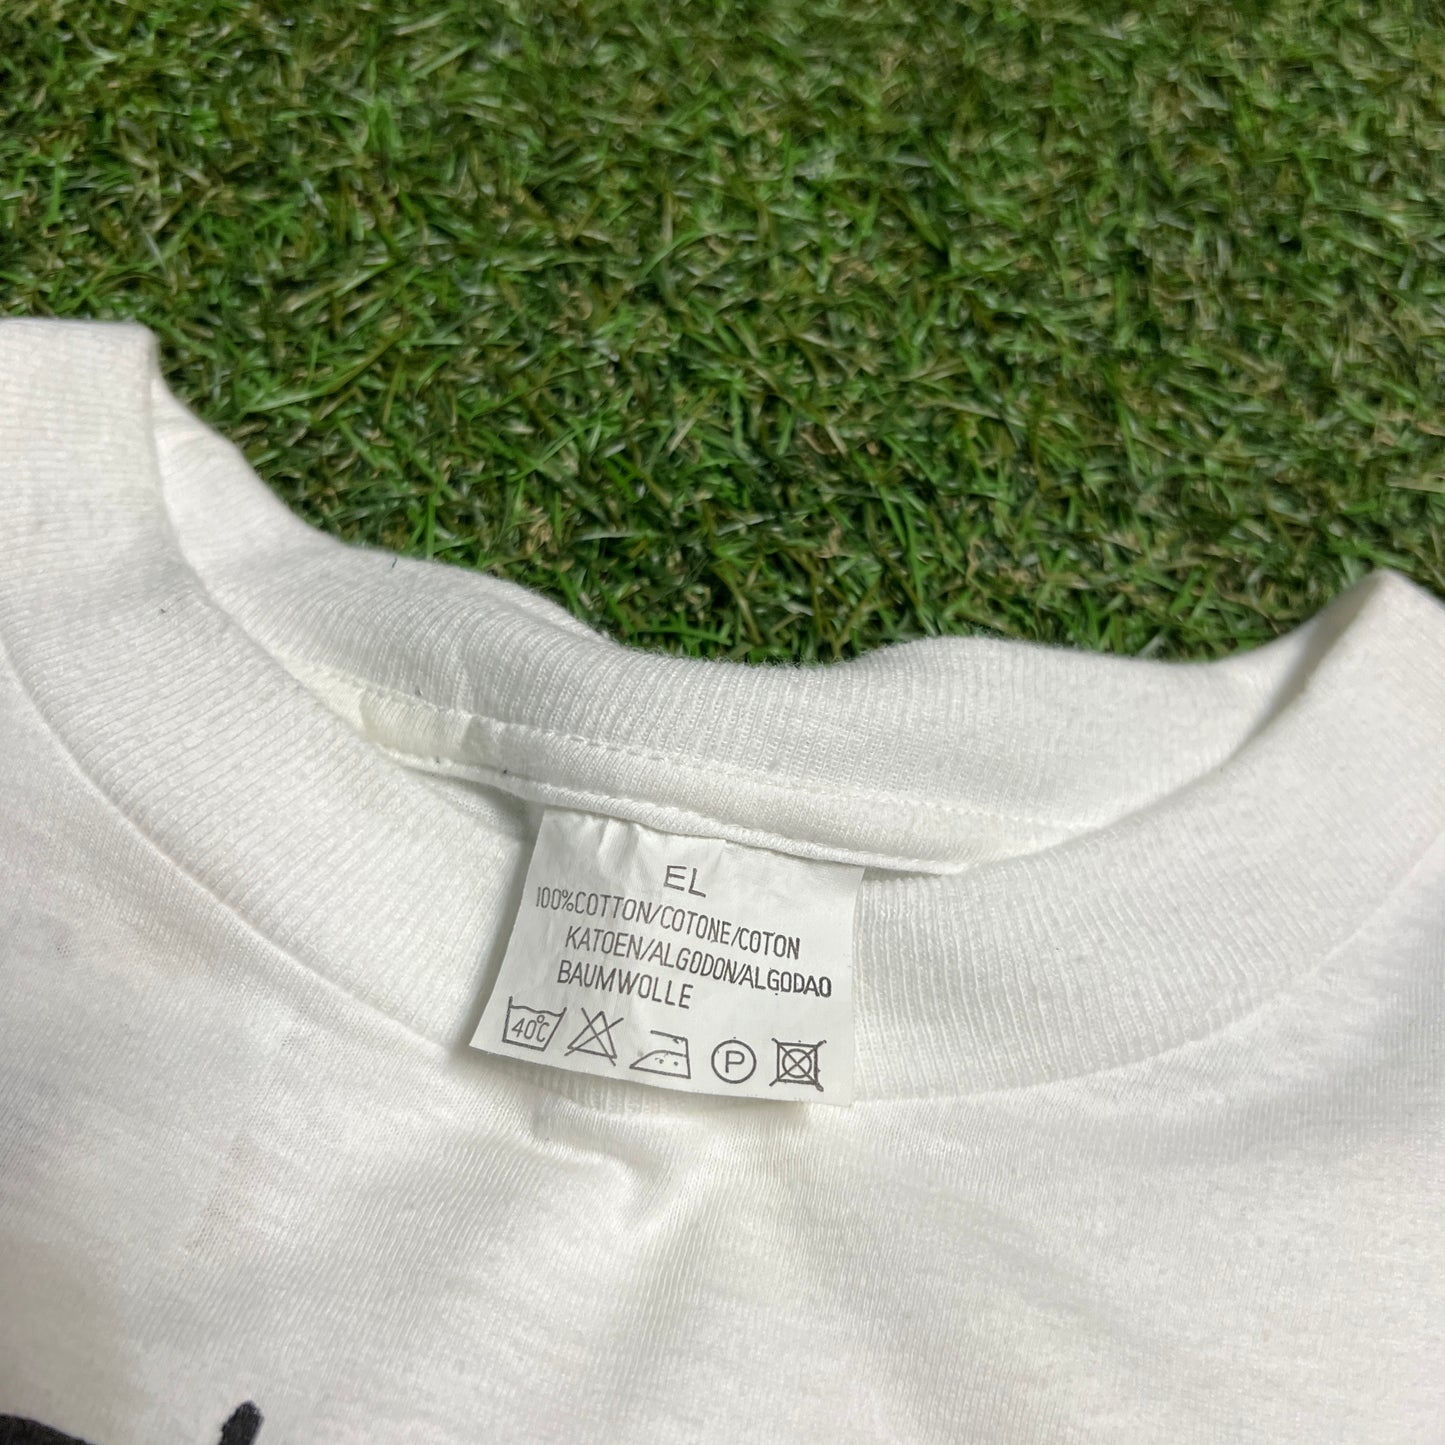 EL
100%COTTON/COTONE/COTON
KATOEN/ALGODON/ALGODAO
BAUMWOLLE
40°C P